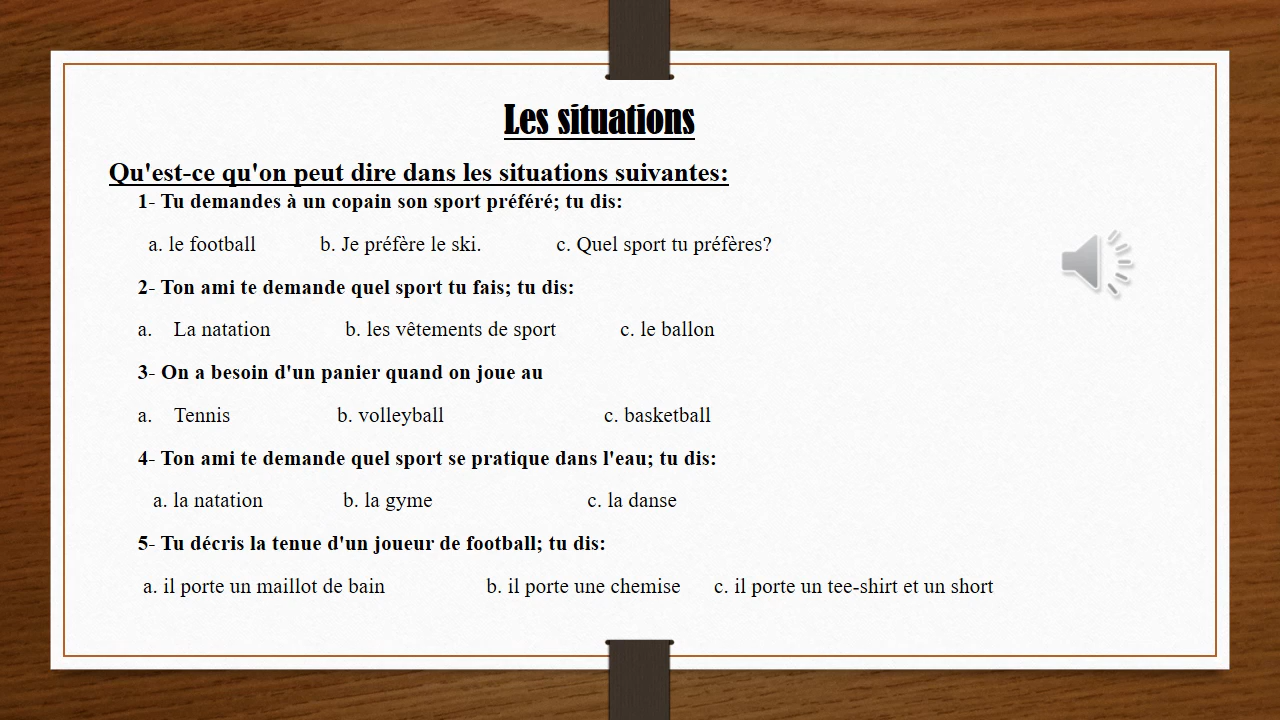 Les situations
Qu'est-ce qu'on peut dire dans les situations suivantes:
1- Tu demandes à un copain son sport préféré; tu dis:
a. le football b. Je préfère le ski. c. Quel sport tu préfères?
2- Ton ami te demande quel sport tu fais; tu dis:
a. La natation b. les vêtements de sport c. le ballon
3- On a besoin d'un panier quand on joue au
a. Tennis b. volleyball c. basketball
4- Ton ami te demande quel sport se pratique dans l'eau; tu dis:
a. la natation b. la gyme c. la danse
5- Tu décris la tenue d'un joueur de football; tu dis:
a. il porte un maillot de bain b. il porte une chemise c. il porte un tee-shirt et un short